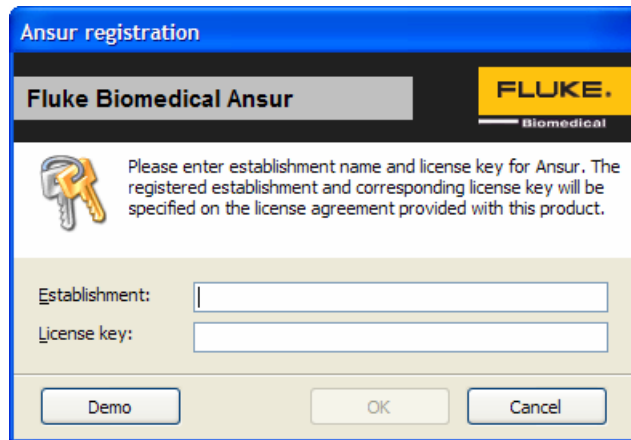 Ansur registration
Fluke Biomedical Ansur
FLUKE.
Biomedical
Please enter establishment name and license key for Ansur. The
registered establishment and corresponding license key will be
specified on the license agreement provided with this product.
Establishment:
License key:
Demo
OK
Cancel